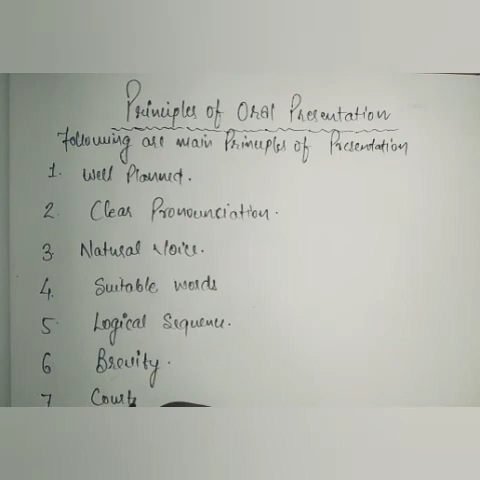 Principles of Oral Presentation
Following are main Principles of Presentation
1. Well Planned.
2. Clear Pronounciation.
3. Natural Voice.
4. Suitable words
5. Logical Sequence.
6 Brevity.
7